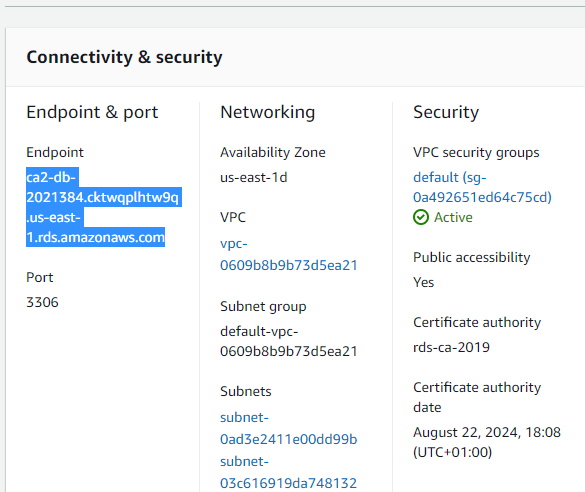 Connectivity & security
Endpoint & port
Endpoint
ca2-db-
2021384.cktwqplhtw9q
.us-east-
1.rds.amazonaws.com
Port
3306
Networking
Availability Zone
us-east-1d
VPC
vpc-
0609b8b9b73d5ea21
Subnet group
default-vpc-
0609b8b9b73d5ea21
Subnets
subnet-
0ad3e2411e00dd99b
subnet-
03c616919da748132
Security
VPC security groups
default (sg-
0a492651ed64c75cd)
Active
Public accessibility
Yes
Certificate authority
rds-ca-2019
Certificate authority
date
August 22, 2024, 18:08
(UTC+01:00)